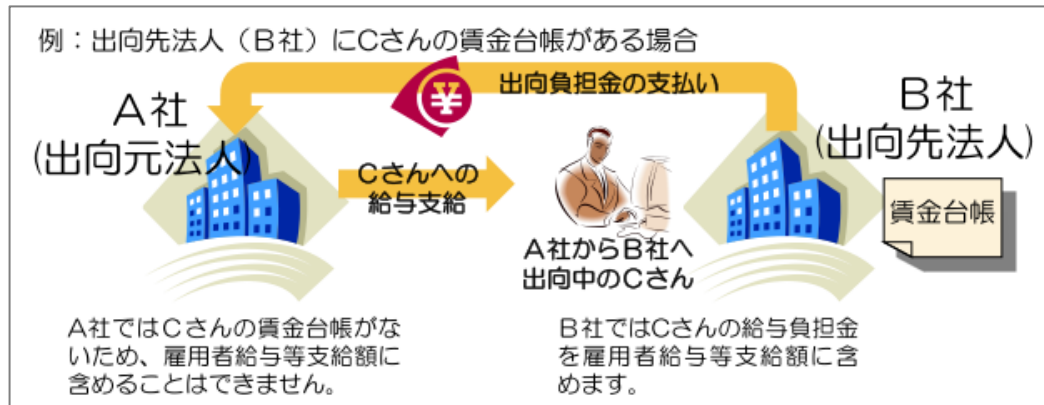 例：出向先法人（B社）にCさんの賃金台帳がある場合
出向負担金の支払い
¥
A社
(出向元法人)
B社
(出向先法人)
Cさんへの
給与支給
賃金台帳
A社からB社へ
出向中のCさん
A社ではCさんの賃金台帳がな
いため、雇用者給与等支給額に
含めることはできません。
B社ではCさんの給与負担金
を雇用者給与等支給額に含
めます。